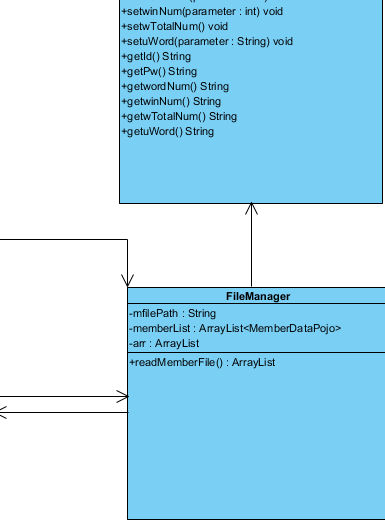 +setwinNum(parameter : int) void
+setwTotalNum() void
+setuWord(parameter : String) void
+getId() String
+getPw() String
+getwordNum() String
+getwinNum() String
+getwTotalNum() String
+getuWord() String
FileManager
-mfilePath : String
-memberList : ArrayList<MemberDataPojo>
-arr : ArrayList
+readMemberFile() : ArrayList